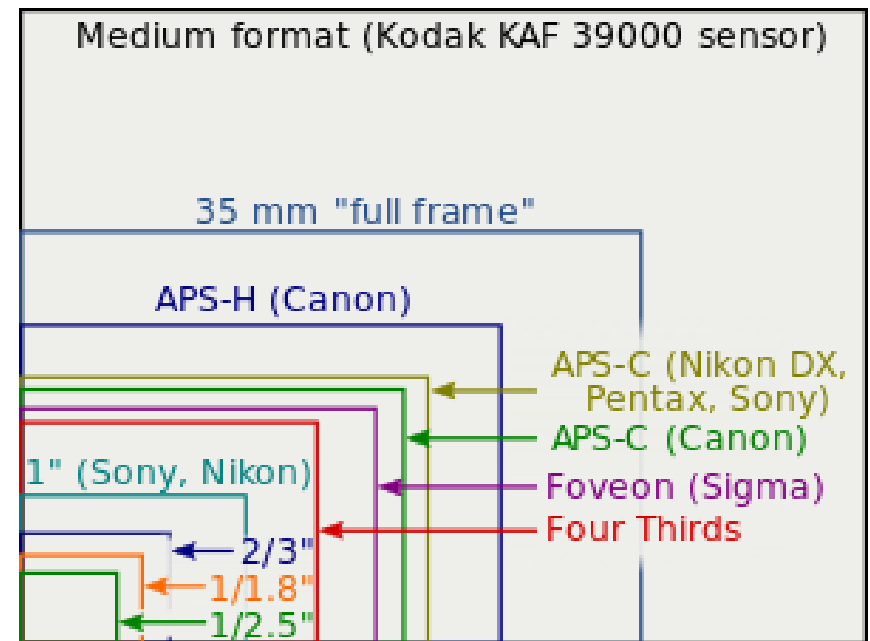 Medium format (Kodak KAF 39000 sensor)
35 mm "full frame"
APS-H (Canon)
APS-C (Nikon DX,
Pentax, Sony)
APS-C (Canon)
1" (Sony, Nikon)
Foveon (Sigma)
Four Thirds
2/3"
1/1.8"
1/2.5"